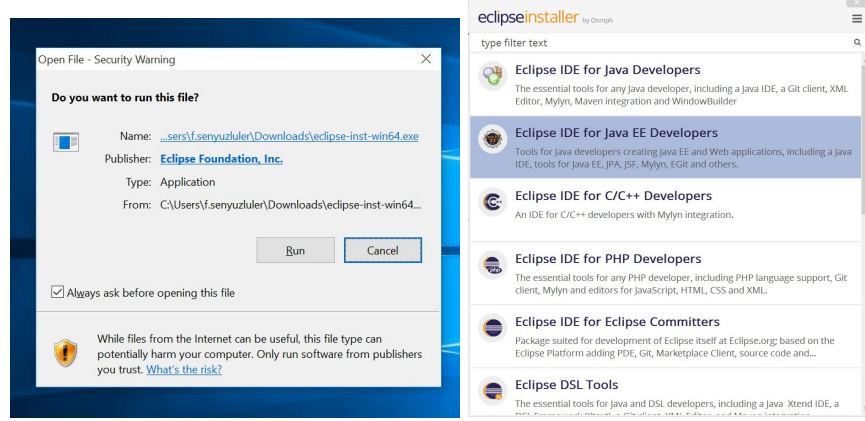 Open File - Security Warning
Do you want to run this file?
Name: ...sers\f.senyuzluler\Downloads\eclipse-inst-win64.exe
Publisher: Eclipse Foundation, Inc.
Type: Application
From: C:\Users\f.senyuzluler\Downloads\eclipse-inst-win64...
Run Cancel
Always ask before opening this file
While files from the Internet can be useful, this file type can
potentially harm your computer. Only run software from publishers
you trust. What's the risk?
eclipseinstaller by Oomph
type filter text
Eclipse IDE for Java Developers
The essential tools for any Java developer, including a Java IDE, a Git client, XML
Editor, Mylyn, Maven integration and WindowBuilder
Eclipse IDE for Java EE Developers
Tools for Java developers creating Java EE and Web applications, including a Java
IDE, tools for Java EE, JPA, JSF, Mylyn, EGit and others.
Eclipse IDE for C/C++ Developers
An IDE for C/C++ developers with Mylyn integration.
Eclipse IDE for PHP Developers
The essential tools for any PHP developer, including PHP language support, Git
client, Mylyn and editors for JavaScript, HTML, CSS and XML.
Eclipse IDE for Eclipse Committers
Package suited for development of Eclipse itself at Eclipse.org; based on the
Eclipse Platform adding PDE, Git, Marketplace Client, source code and...
Eclipse DSL Tools
The essential tools for Java and DSL developers, including a Java Xtend IDE, a